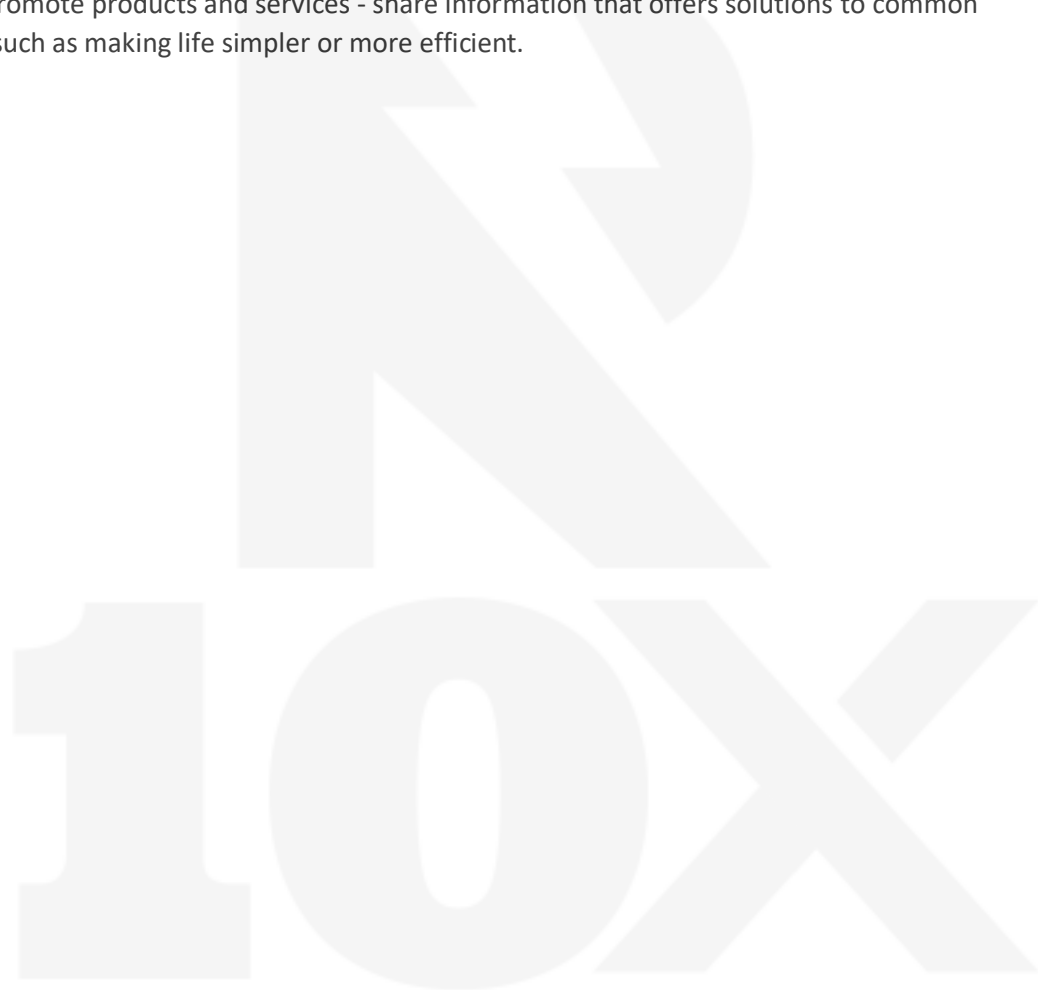 romote products and services - share information that offers solutions to common
such as making life simpler or more efficient.
R
10X